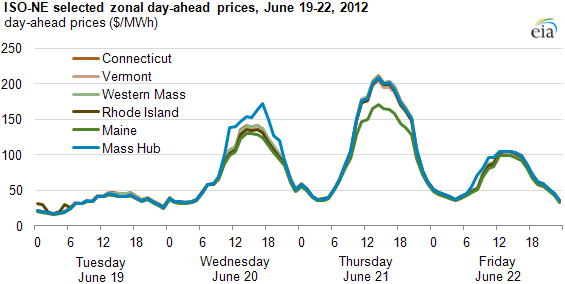 ISO-NE selected zonal day-ahead prices, June 19-22, 2012
day-ahead prices ($/MWh)
eia
250
200
150
100
50
0
Connecticut
Vermont
Western Mass
Rhode Island
Maine
Mass Hub
0 6 12 18 0 6 12 18 0 6 12 18 0 6 12 18
Tuesday Wednesday Thursday Friday
June 19 June 20 June 21 June 22